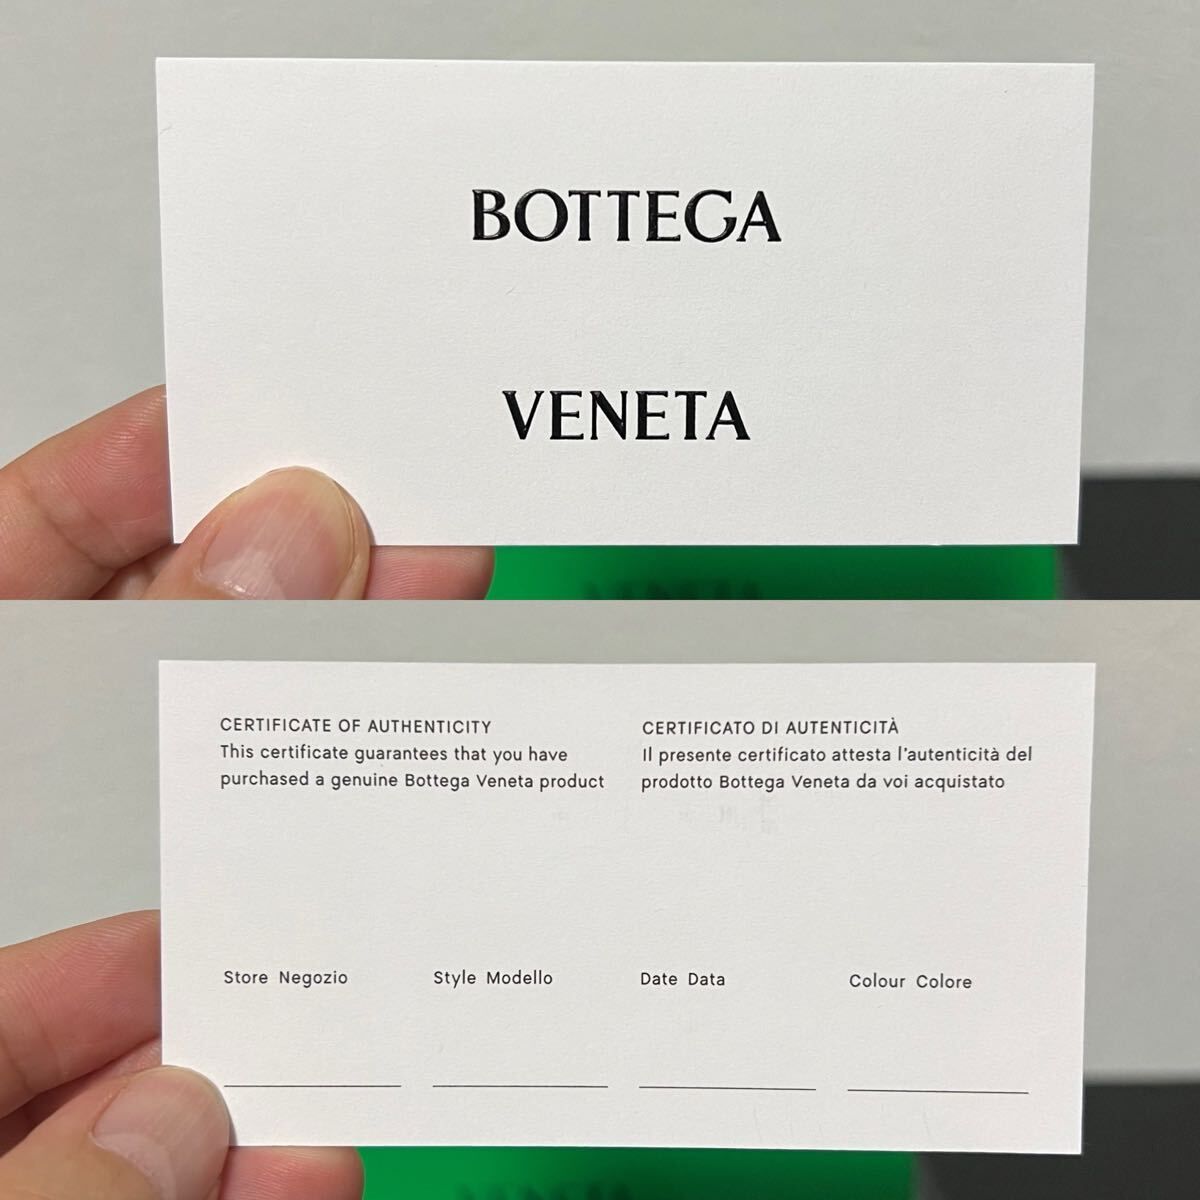 BOTTEGA
VENETA
CERTIFICATE OF AUTHENTICITY
This certificate guarantees that you have
purchased a genuine Bottega Veneta product
CERTIFICATO DI AUTENTICITÀ
Il presente certificato attesta l'autenticità del
prodotto Bottega Veneta da voi acquistato
Store Negozio
Style Modello
Date Data
Colour Colore